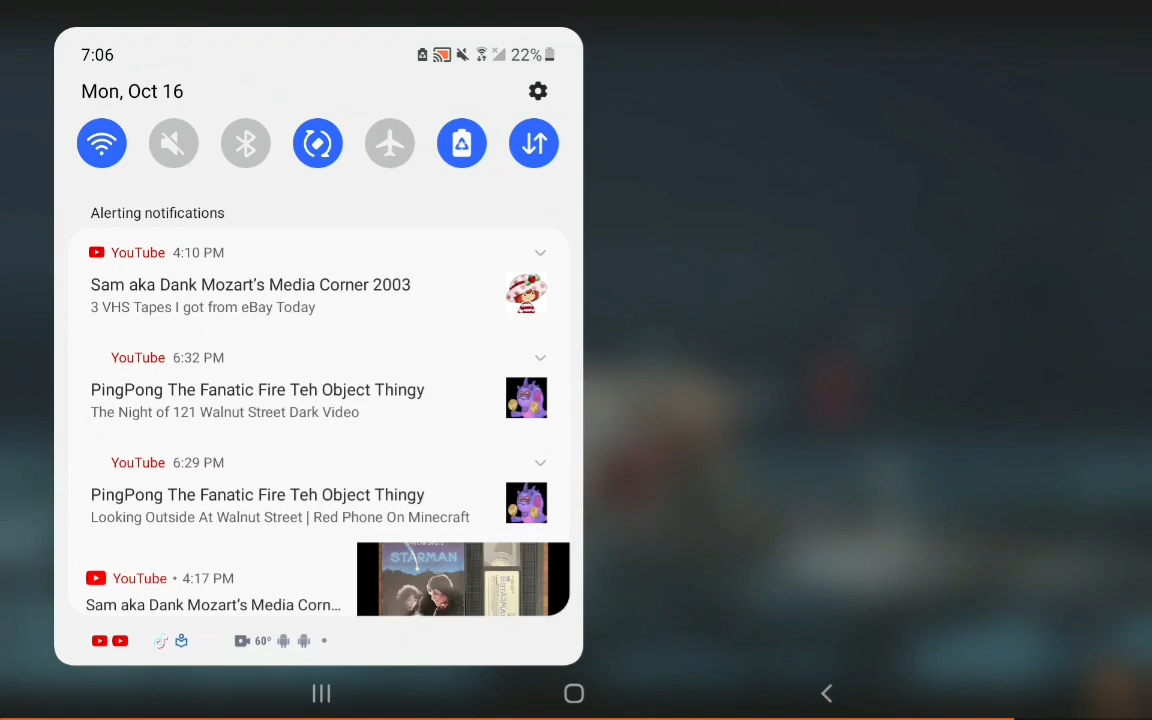 7:06
22%
Mon, Oct 16
Alerting notifications
YouTube 4:10 PM
Sam aka Dank Mozart's Media Corner 2003
3 VHS Tapes I got from eBay Today
YouTube 6:32 PM
PingPong The Fanatic Fire Teh Object Thingy
The Night of 121 Walnut Street Dark Video
YouTube 6:29 PM
PingPong The Fanatic Fire Teh Object Thingy
Looking Outside At Walnut Street | Red Phone On Minecraft
STARMAN
YouTube • 4:17 PM
Sam aka Dank Mozart's Media Corn...
60°